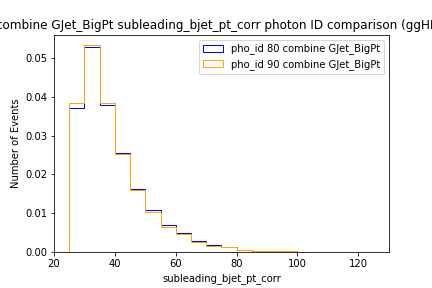 combine GJet_BigPt subleading_bjet_pt_corr photon ID comparison (ggH
pho_id 80 combine GJet_BigPt
pho_id 90 combine GJet_BigPt
Number of Events
0.05
0.04
0.03
0.02
0.01
0.00
20 40 60 80 100 120
subleading_bjet_pt_corr